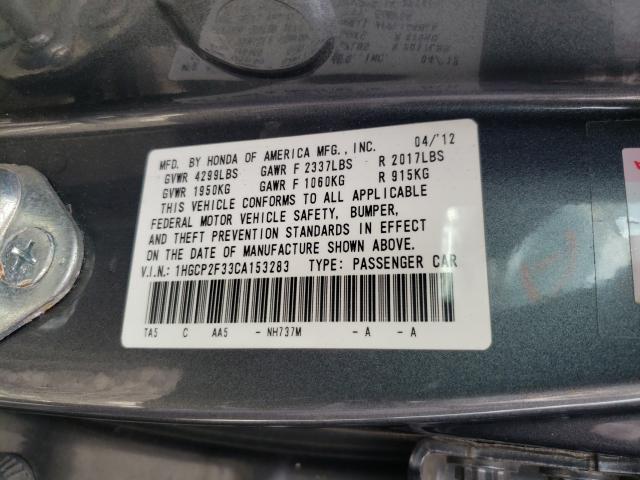 MFD. BY HONDA OF AMERICA MFG., INC. 04/'12
GVWR 4299LBS GAWR F 2337LBS R 2017LBS
GVWR 1950KG GAWR F 1060KG R 915KG
THIS VEHICLE CONFORMS TO ALL APPLICABLE
FEDERAL MOTOR VEHICLE SAFETY, BUMPER,
AND THEFT PREVENTION STANDARDS IN EFFECT
ON THE DATE OF MANUFACTURE SHOWN ABOVE.
V.I.N.: 1HGCP2F33CA153283 TYPE: PASSENGER CAR
TA5 C AA5 - NH737M - A - A